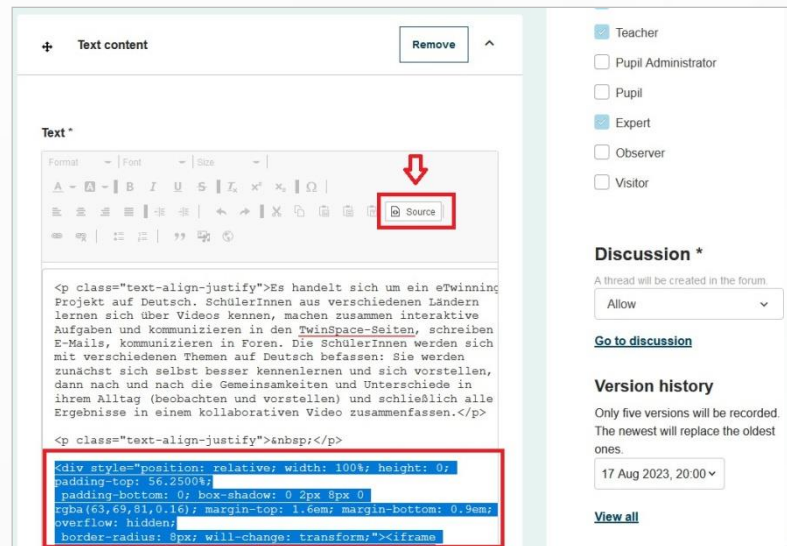 Text content
Remove
Text *
Format
Font
Size
A A B I U S Ix x² x₂ Ω
Source
<p class="text-align-justify">Es handelt sich um ein eTwinning
Projekt auf Deutsch. SchülerInnen aus verschiedenen Ländern
lernen sich über Videos kennen, machen zusammen interaktive
Aufgaben und kommunizieren in den TwinSpace-Seiten, schreiben
E-Mails, kommunizieren in Foren. Die SchülerInnen werden sich
mit verschiedenen Themen auf Deutsch befassen: Sie werden
zunächst sich selbst besser kennenlernen und sich vorstellen,
dann nach und nach die Gemeinsamkeiten und Unterschiede in
ihrem Alltag (beobachten und vorstellen) und schließlich alle
Ergebnisse in einem kollaborativen Video zusammenfassen.</p>
<p class="text-align-justify">&nbsp;</p>
<div style="position: relative; width: 100%; height: 0;
padding-top: 56.2500%;
padding-bottom: 0; box-shadow: 0 2px 8px 0
rgba(63,69,81,0.16); margin-top: 1.6em; margin-bottom: 0.9em;
overflow: hidden;
border-radius: 8px; will-change: transform;"><iframe
Teacher
Pupil Administrator
Pupil
Expert
Observer
Visitor
Discussion *
A thread will be created in the forum.
Allow
Go to discussion
Version history
Only five versions will be recorded.
The newest will replace the oldest
ones.
17 Aug 2023, 20:00
View all